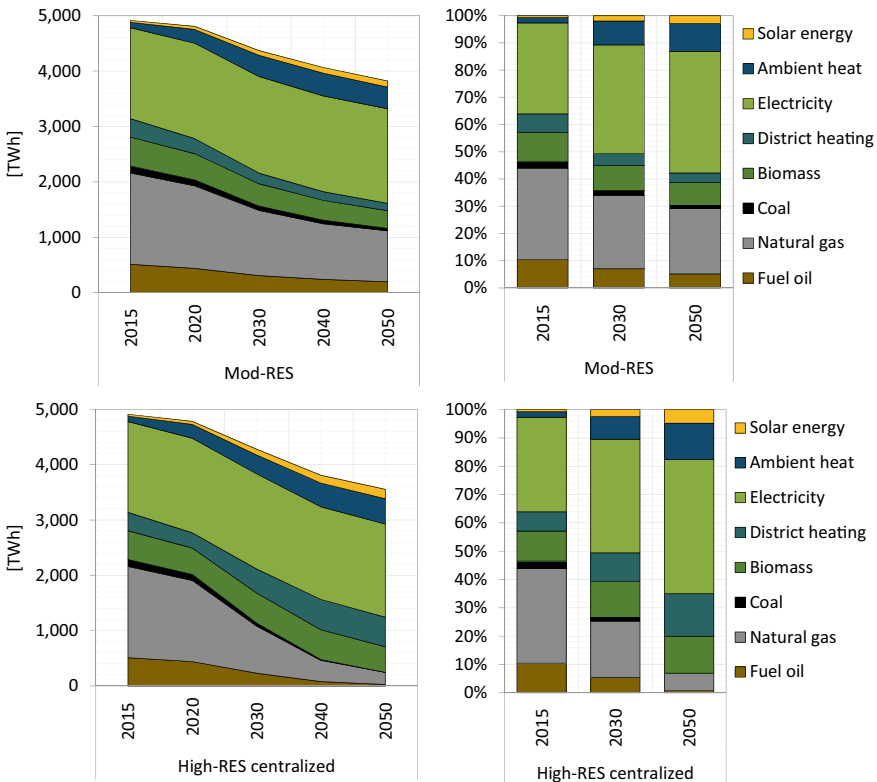 5,000
4,000
3,000
2,000
1,000
0
[TWh]
2015
2020
2030
2040
2050
Mod-RES
100%
90%
80%
70%
60%
50%
40%
30%
20%
10%
0%
2015
2030
2050
Mod-RES
Solar energy
Ambient heat
Electricity
District heating
Biomass
Coal
Natural gas
Fuel oil
5,000
4,000
3,000
2,000
1,000
0
[TWh]
2015
2020
2030
2040
2050
High-RES centralized
100%
90%
80%
70%
60%
50%
40%
30%
20%
10%
0%
2015
2030
2050
High-RES centralized
Solar energy
Ambient heat
Electricity
District heating
Biomass
Coal
Natural gas
Fuel oil